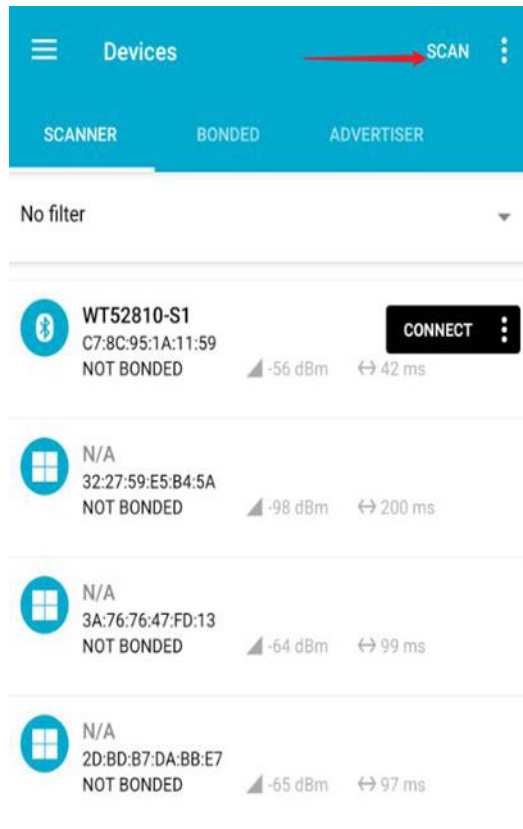 Devices SCAN
SCANNER BONDED ADVERTISER
No filter
WT52810-S1
CONNECT
C7:8C:95:1A:11:59
NOT BONDED -56 dBm 42 ms
N/A
32:27:59:E5:B4:5A
NOT BONDED -98 dBm 200 ms
N/A
3A:76:76:47:FD:13
NOT BONDED -64 dBm 99 ms
N/A
2D:BD:B7:DA:BB:E7
NOT BONDED -65 dBm 97 ms